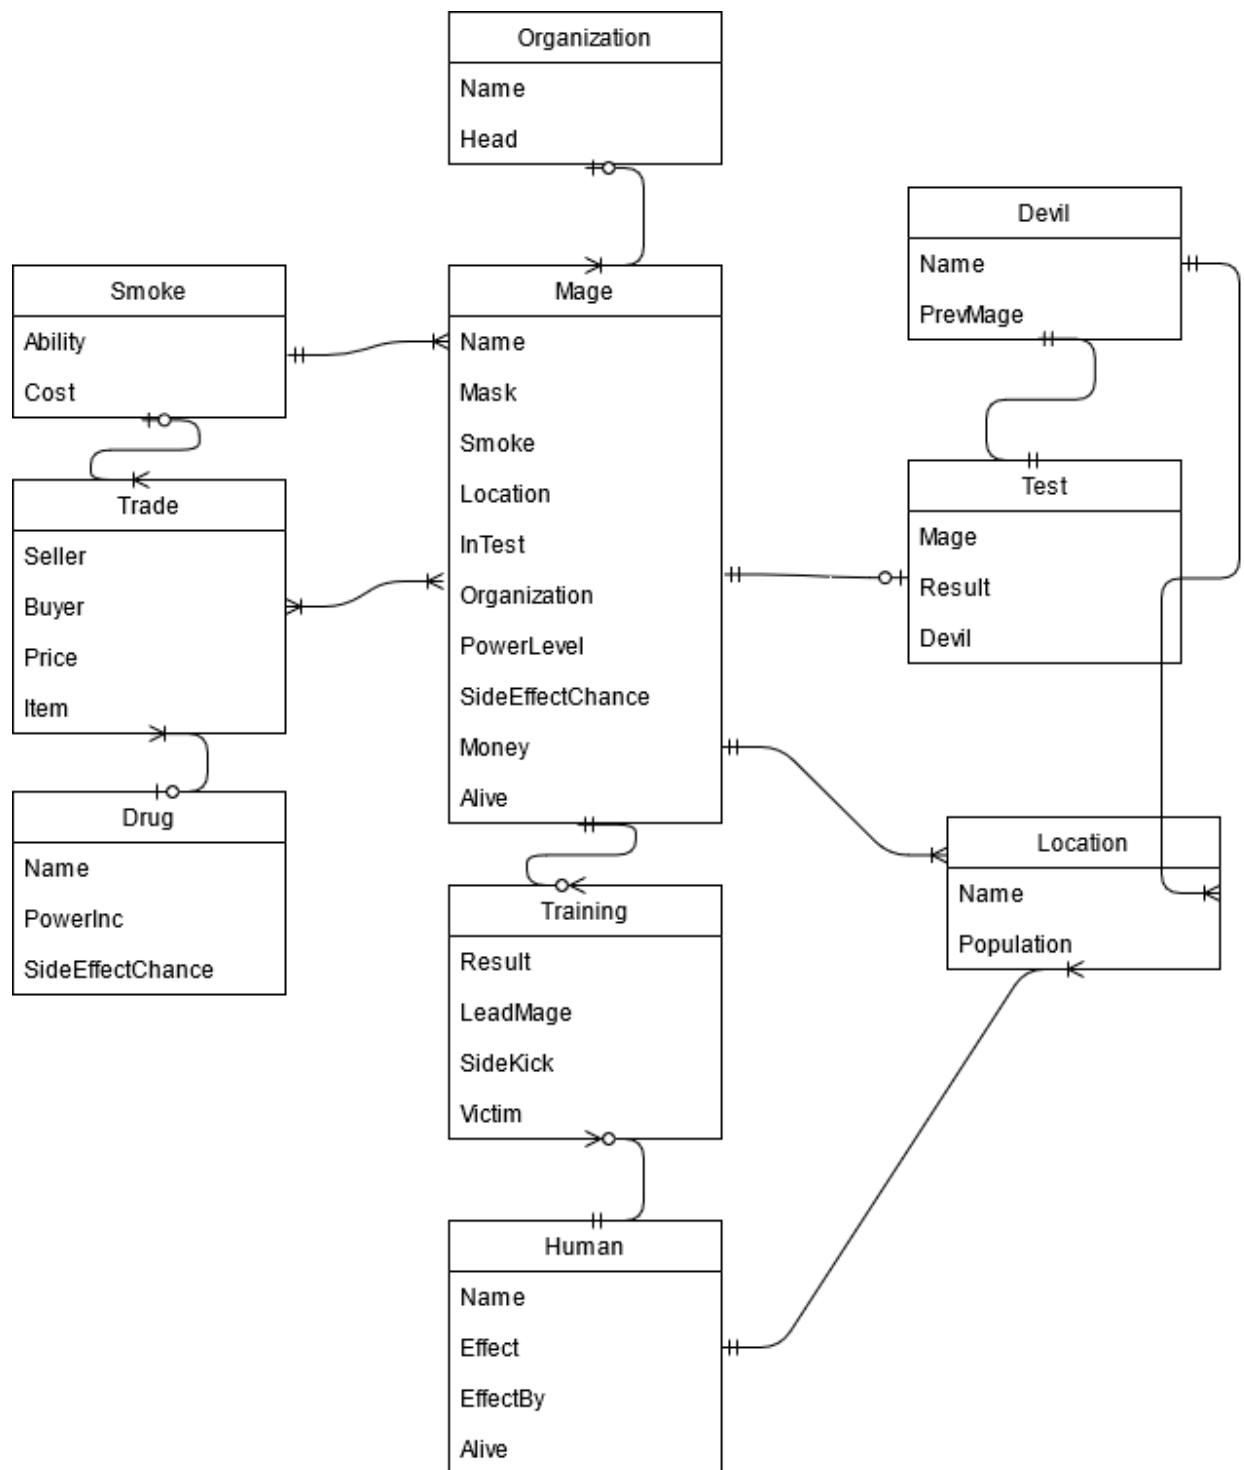 Organization
Name
Head
Devil
Name
PrevMage
Smoke
Ability
Cost
Mage
Name
Mask
Smoke
Location
InTest
Organization
PowerLevel
SideEffectChance
Money
Alive
Test
Mage
Result
Devil
Trade
Seller
Buyer
Price
Item
Drug
Name
PowerInc
SideEffectChance
Location
Name
Population
Training
Result
LeadMage
SideKick
Victim
Human
Name
Effect
EffectBy
Alive